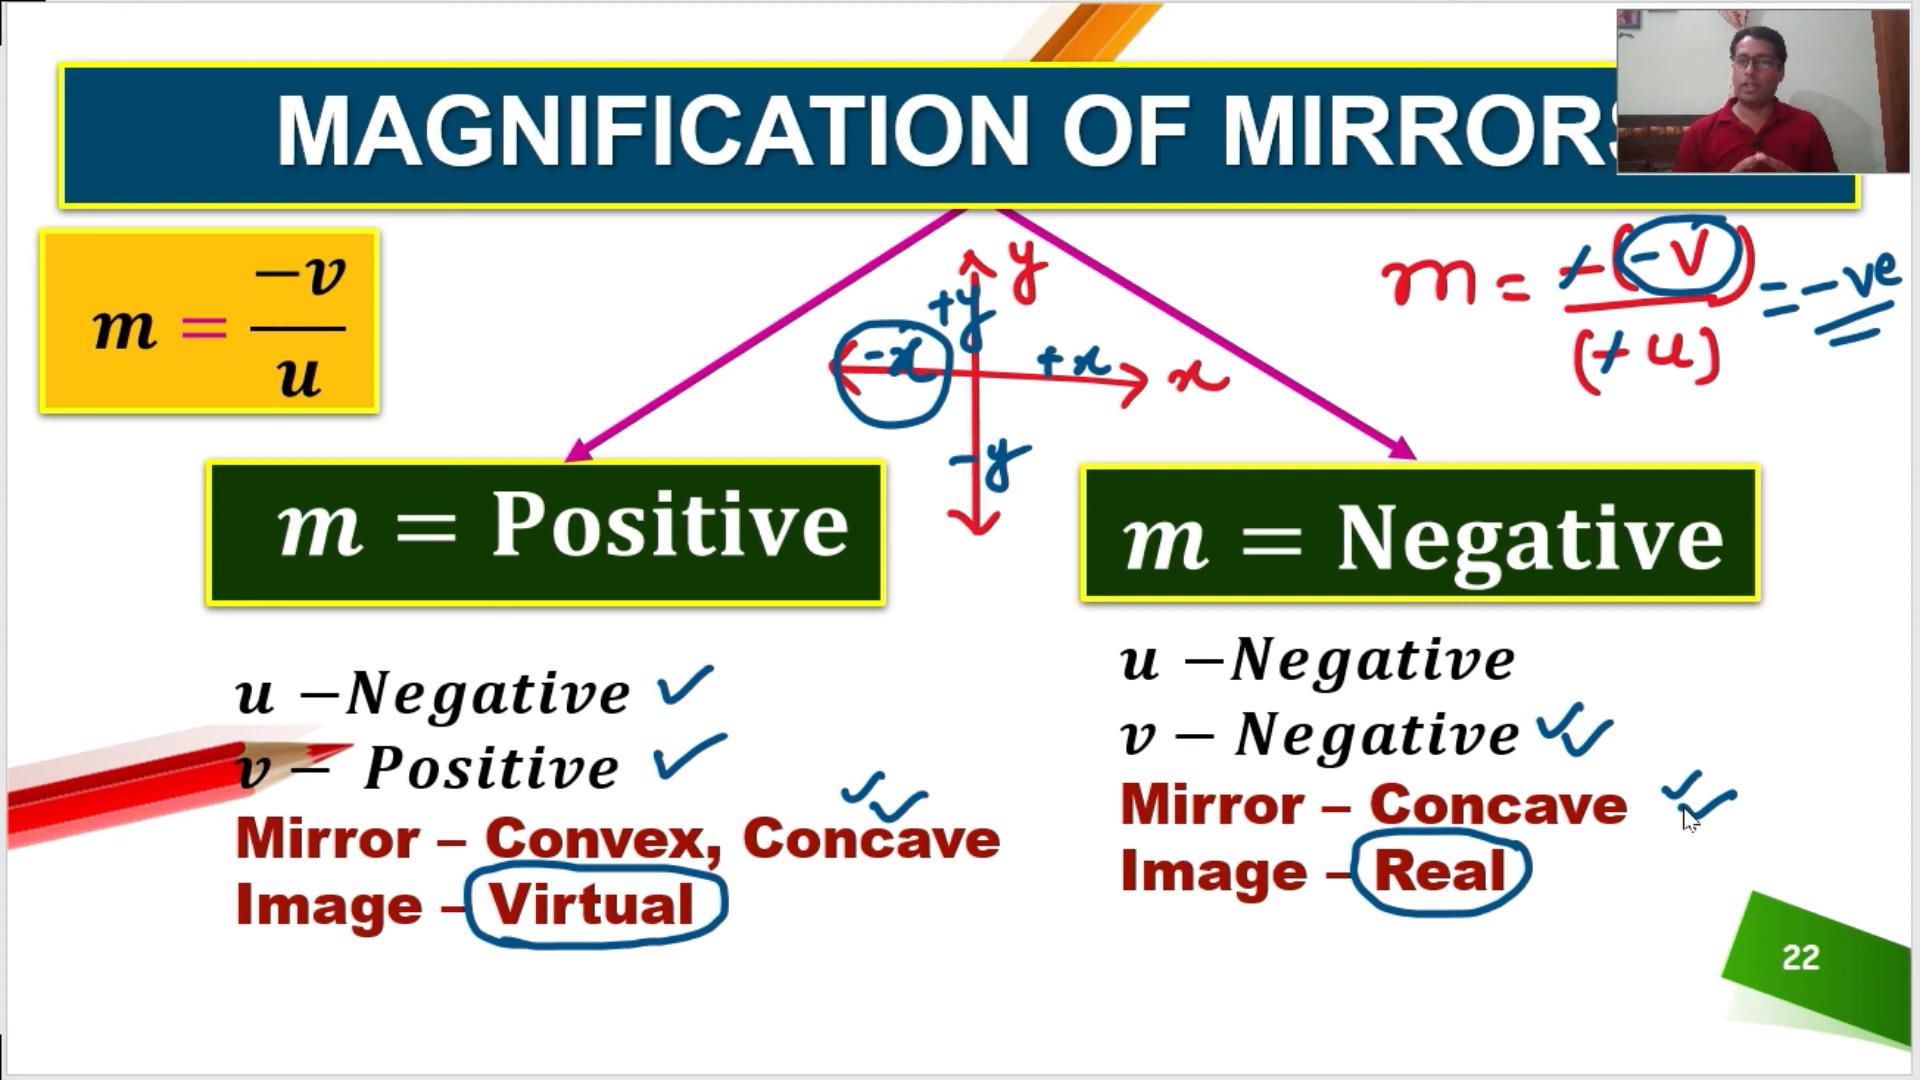 MAGNIFICATION OF MIRRORS
m = −v/u
y
+y
-x
+x
x
-y
m = -(-v)/(+u) = -ve
m = Positive
u −Negative ✓
v − Positive ✓
Mirror – Convex, Concave ✓✓
Image – Virtual
m = Negative
u −Negative
v − Negative ✓✓
Mirror – Concave ✓✓
Image – Real
22